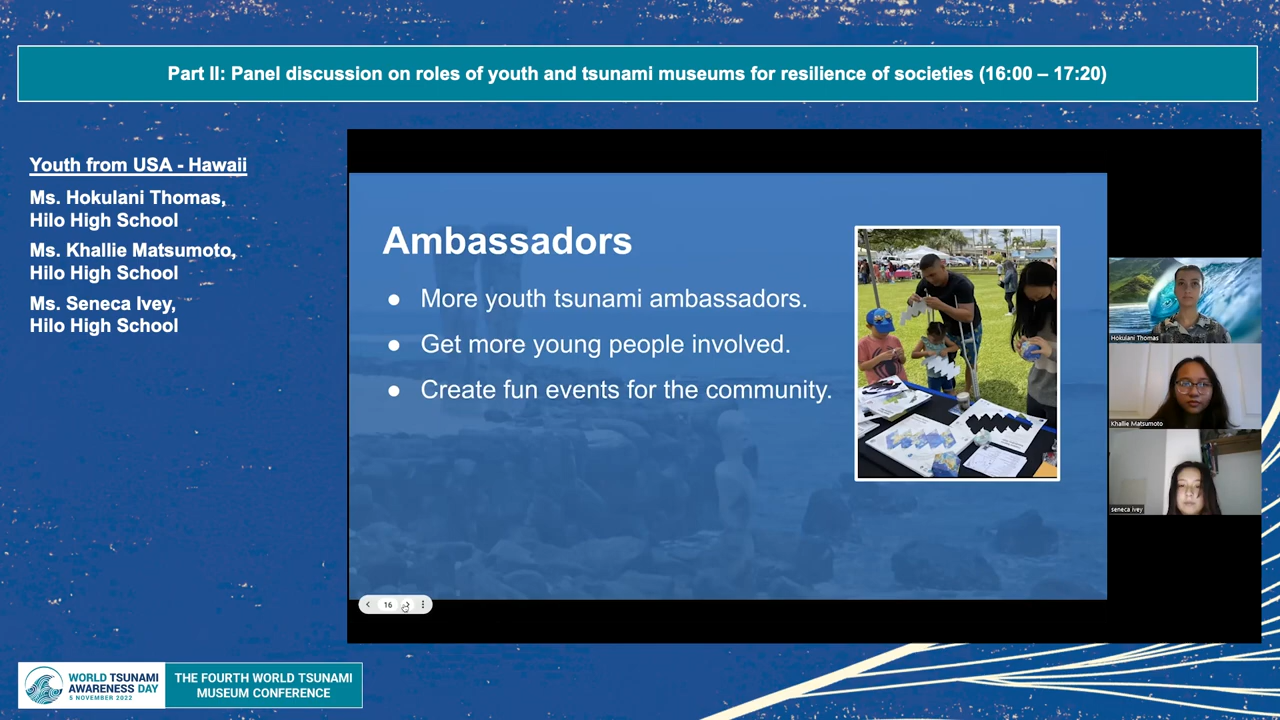 Part II: Panel discussion on roles of youth and tsunami museums for resilience of societies (16:00 – 17:20)
Youth from USA - Hawaii
Ms. Hokulani Thomas,
Hilo High School
Ms. Khallie Matsumoto,
Hilo High School
Ms. Seneca Ivey,
Hilo High School
Ambassadors
● More youth tsunami ambassadors.
● Get more young people involved.
● Create fun events for the community.
16
Hokulani Thomas
Khallie Matsumoto
seneca ivey
WORLD TSUNAMI
AWARENESS DAY
5 NOVEMBER 2022
THE FOURTH WORLD TSUNAMI
MUSEUM CONFERENCE